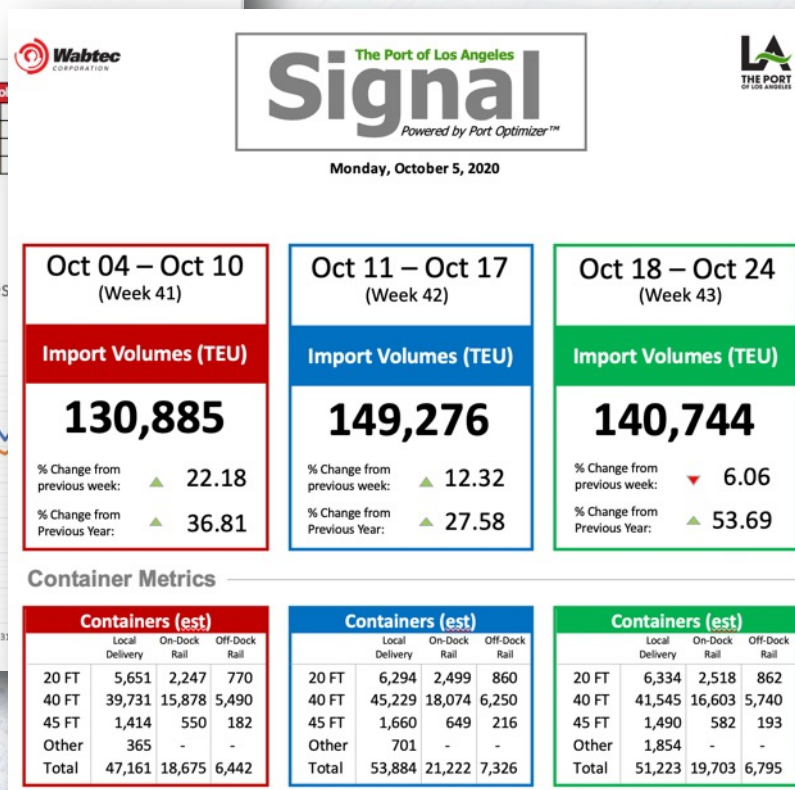 Wabtec
CORPORATION
The Port of Los Angeles
Signal
Powered by Port Optimizer™
LA
THE PORT
OF LOS ANGELES
Monday, October 5, 2020
Oct 04 – Oct 10
(Week 41)
Import Volumes (TEU)
130,885
% Change from previous week: 22.18
% Change from Previous Year: 36.81
Oct 11 – Oct 17
(Week 42)
Import Volumes (TEU)
149,276
% Change from previous week: 12.32
% Change from Previous Year: 27.58
Oct 18 – Oct 24
(Week 43)
Import Volumes (TEU)
140,744
% Change from previous week: 6.06
% Change from Previous Year: 53.69
Container Metrics
Containers (est)
Local Delivery On-Dock Rail Off-Dock Rail
20 FT 5,651 2,247 770
40 FT 39,731 15,878 5,490
45 FT 1,414 550 182
Other 365 - -
Total 47,161 18,675 6,442
Containers (est)
Local Delivery On-Dock Rail Off-Dock Rail
20 FT 6,294 2,499 860
40 FT 45,229 18,074 6,250
45 FT 1,660 649 216
Other 701 - -
Total 53,884 21,222 7,326
Containers (est)
Local Delivery On-Dock Rail Off-Dock Rail
20 FT 6,334 2,518 862
40 FT 41,545 16,603 5,740
45 FT 1,490 582 193
Other 1,854 - -
Total 51,223 19,703 6,795